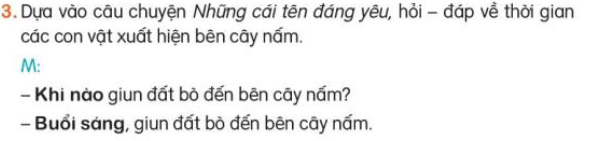 3. Dựa vào câu chuyện Những cái tên đáng yêu, hỏi – đáp về thời gian
các con vật xuất hiện bên cây nấm.
M:
– Khi nào giun đất bò đến bên cây nấm?
– Buổi sáng, giun đất bò đến bên cây nấm.